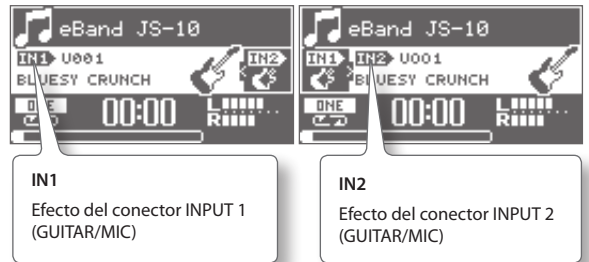 eBand JS-10
IN1 U001 IN2
BLUESY CRUNCH
ONE 00:00 L
R
IN1
Efecto del conector INPUT 1
(GUITAR/MIC)
eBand JS-10
IN1 IN2 U001
BLUESY CRUNCH
ONE 00:00 L
R
IN2
Efecto del conector INPUT 2
(GUITAR/MIC)